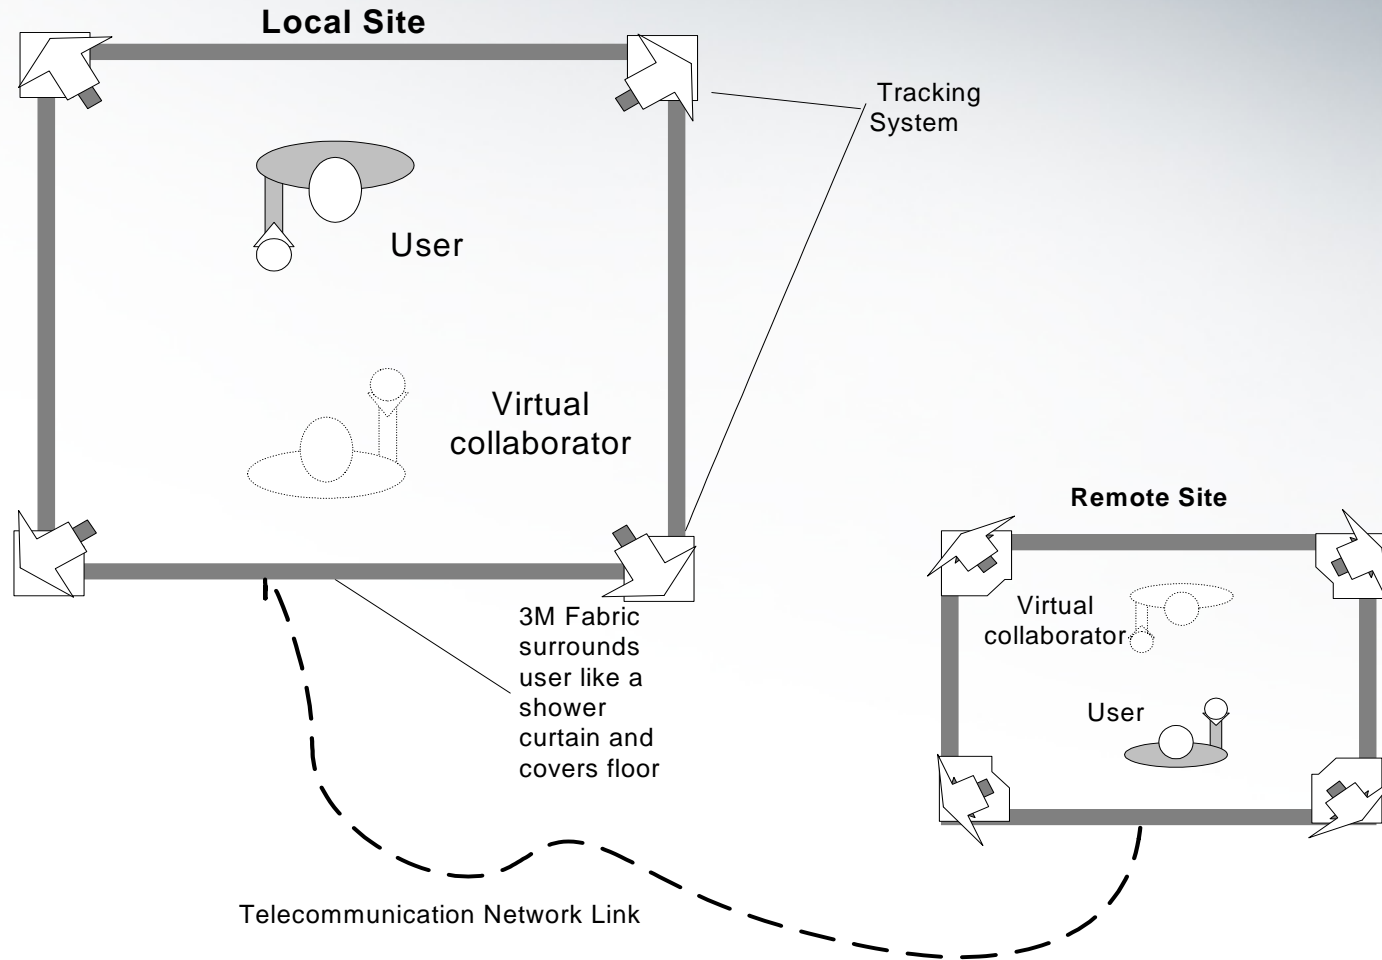 Local Site
Tracking
System
User
Virtual
collaborator
Remote Site
Virtual
collaborator
User
3M Fabric
surrounds
user like a
shower
curtain and
covers floor
Telecommunication Network Link